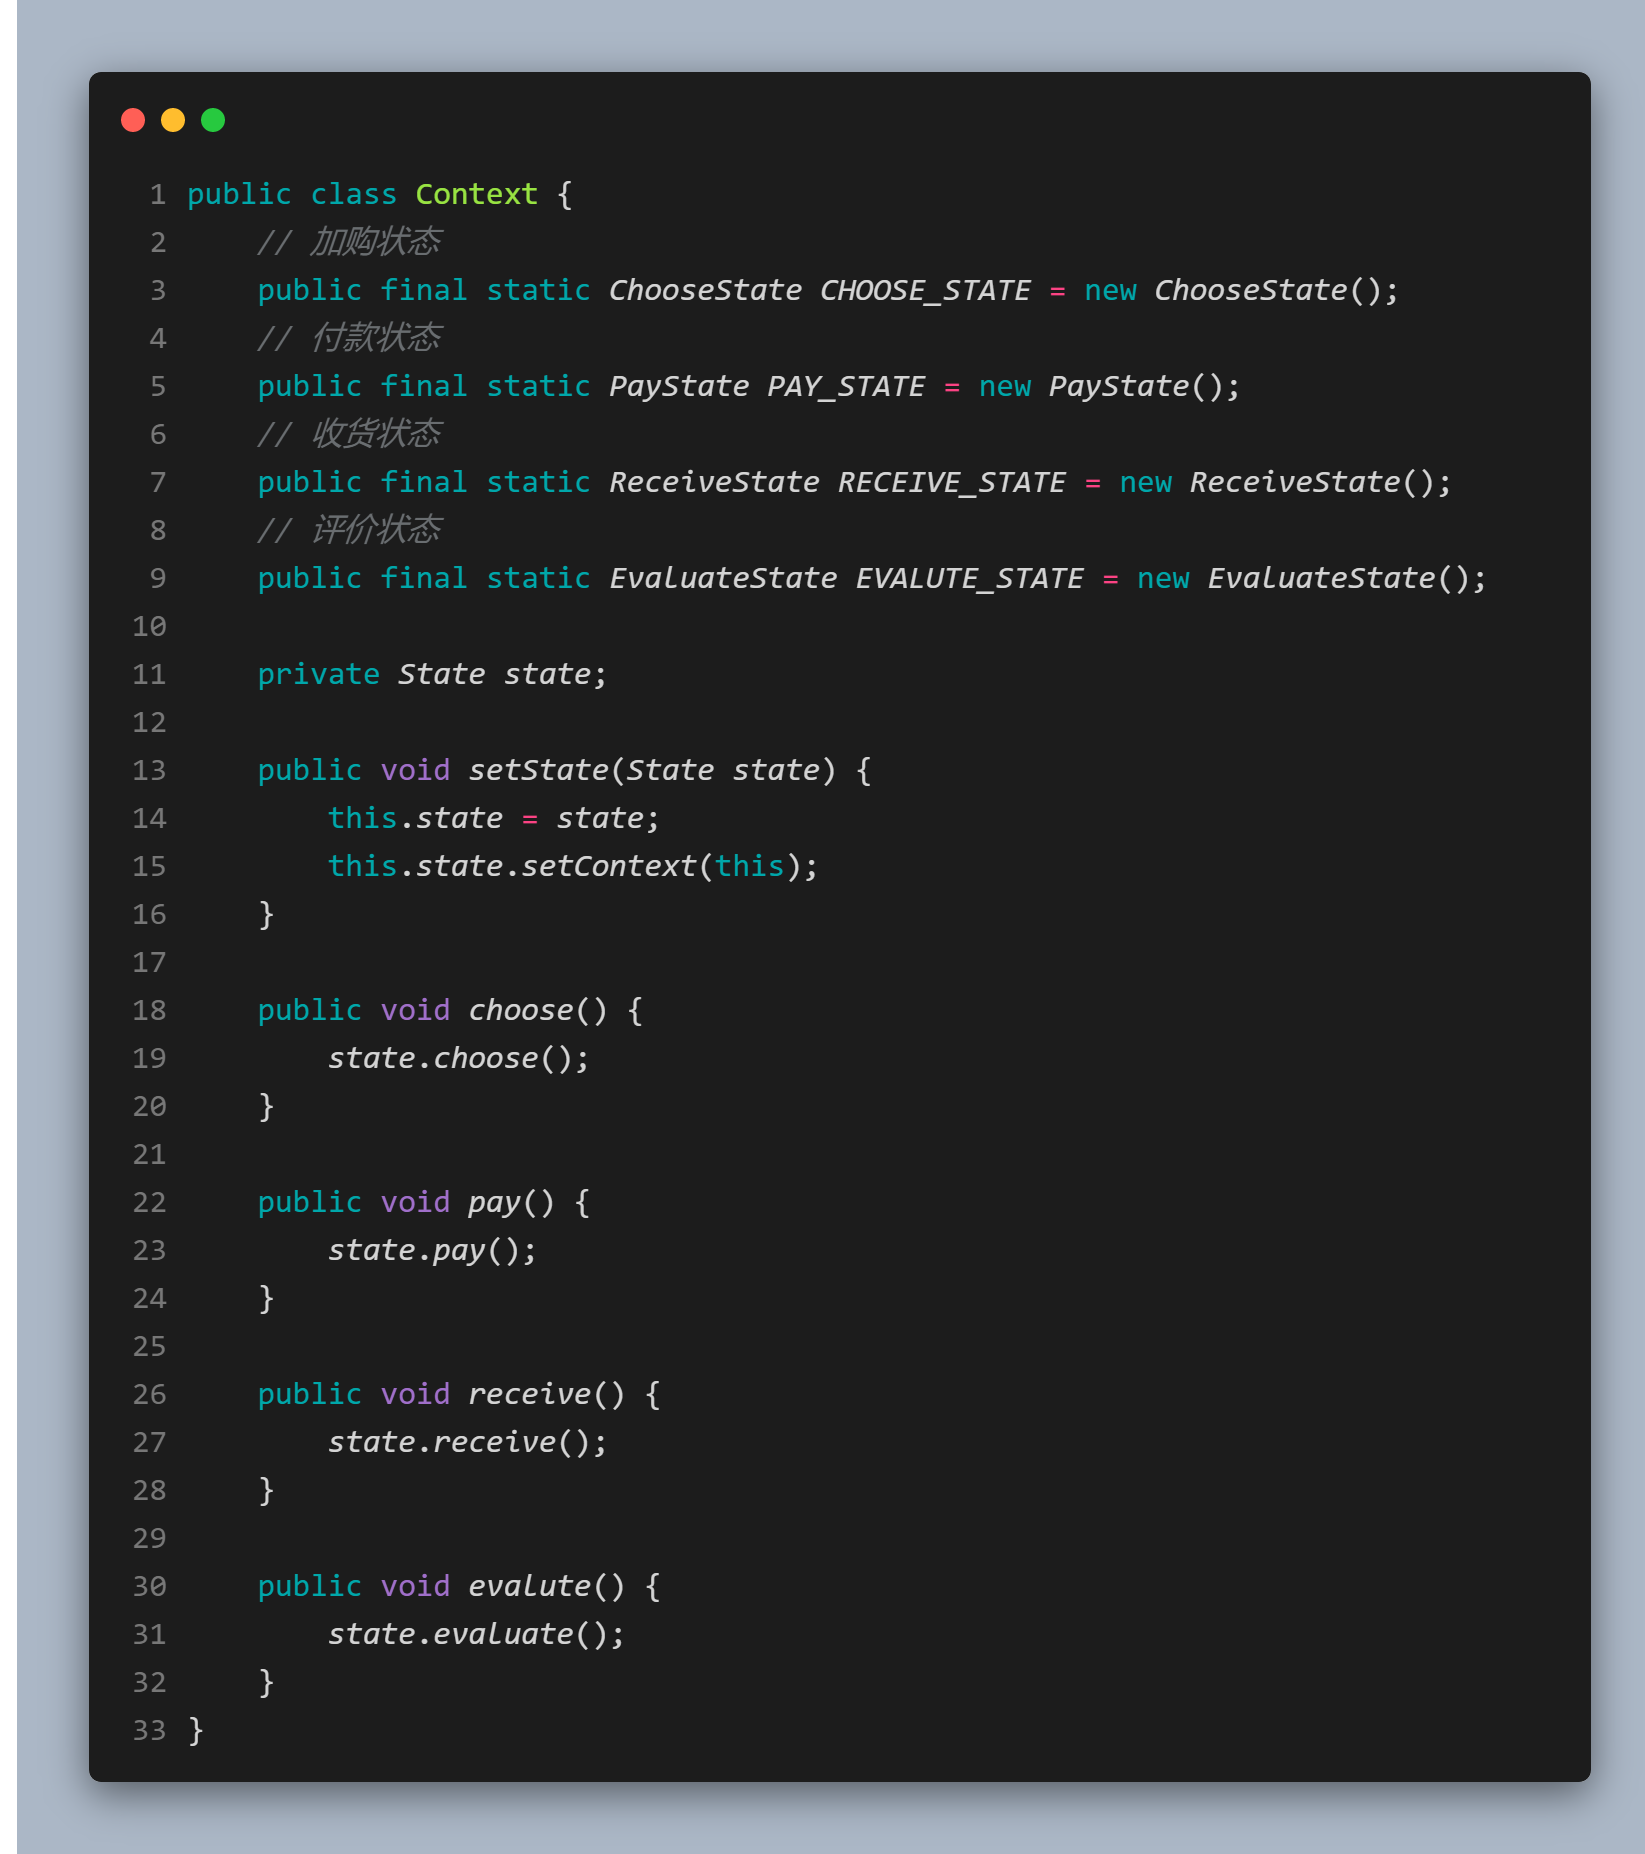 1 public class Context {
2     // 加购状态
3     public final static ChooseState CHOOSE_STATE = new ChooseState();
4     // 付款状态
5     public final static PayState PAY_STATE = new PayState();
6     // 收货状态
7     public final static ReceiveState RECEIVE_STATE = new ReceiveState();
8     // 评价状态
9     public final static EvaluateState EVALUTE_STATE = new EvaluateState();
10
11     private State state;
12
13     public void setState(State state) {
14         this.state = state;
15         this.state.setContext(this);
16     }
17
18     public void choose() {
19         state.choose();
20     }
21
22     public void pay() {
23         state.pay();
24     }
25
26     public void receive() {
27         state.receive();
28     }
29
30     public void evalute() {
31         state.evaluate();
32     }
33 }